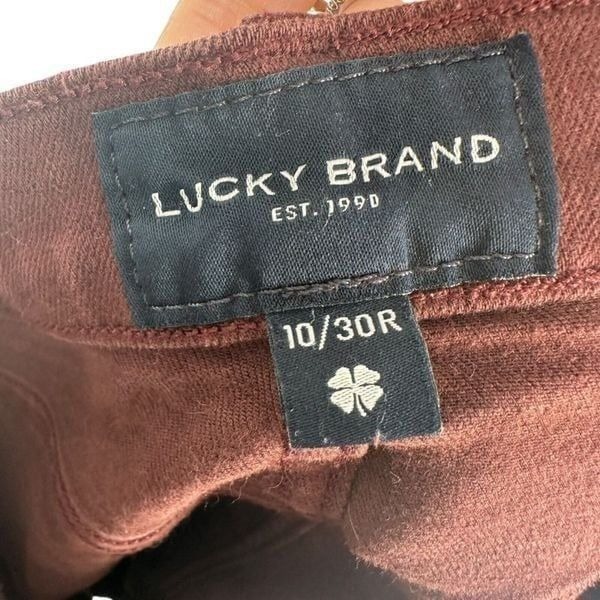 LUCKY BRAND
EST. 1990
10/30R